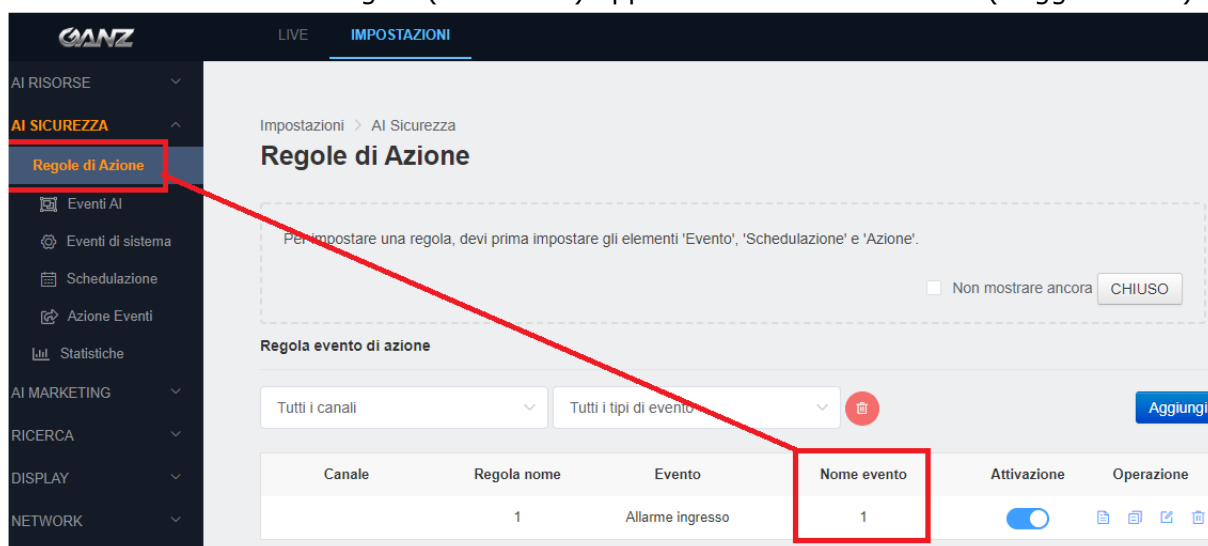 GANZ
LIVE IMPOSTAZIONI
AI RISORSE
AI SICUREZZA
Regole di Azione
Eventi AI
Eventi di sistema
Schedulazione
Azione Eventi
Statistiche
AI MARKETING
RICERCA
DISPLAY
NETWORK
Impostazioni > AI Sicurezza
Regole di Azione
Per impostare una regola, devi prima impostare gli elementi 'Evento', 'Schedulazione' e 'Azione'.
Non mostrare ancora CHIUSO
Regola evento di azione
Tutti i canali Tutti i tipi di evento Aggiungi
Canale Regola nome Evento Nome evento Attivazione Operazione
1 Allarme ingresso 1